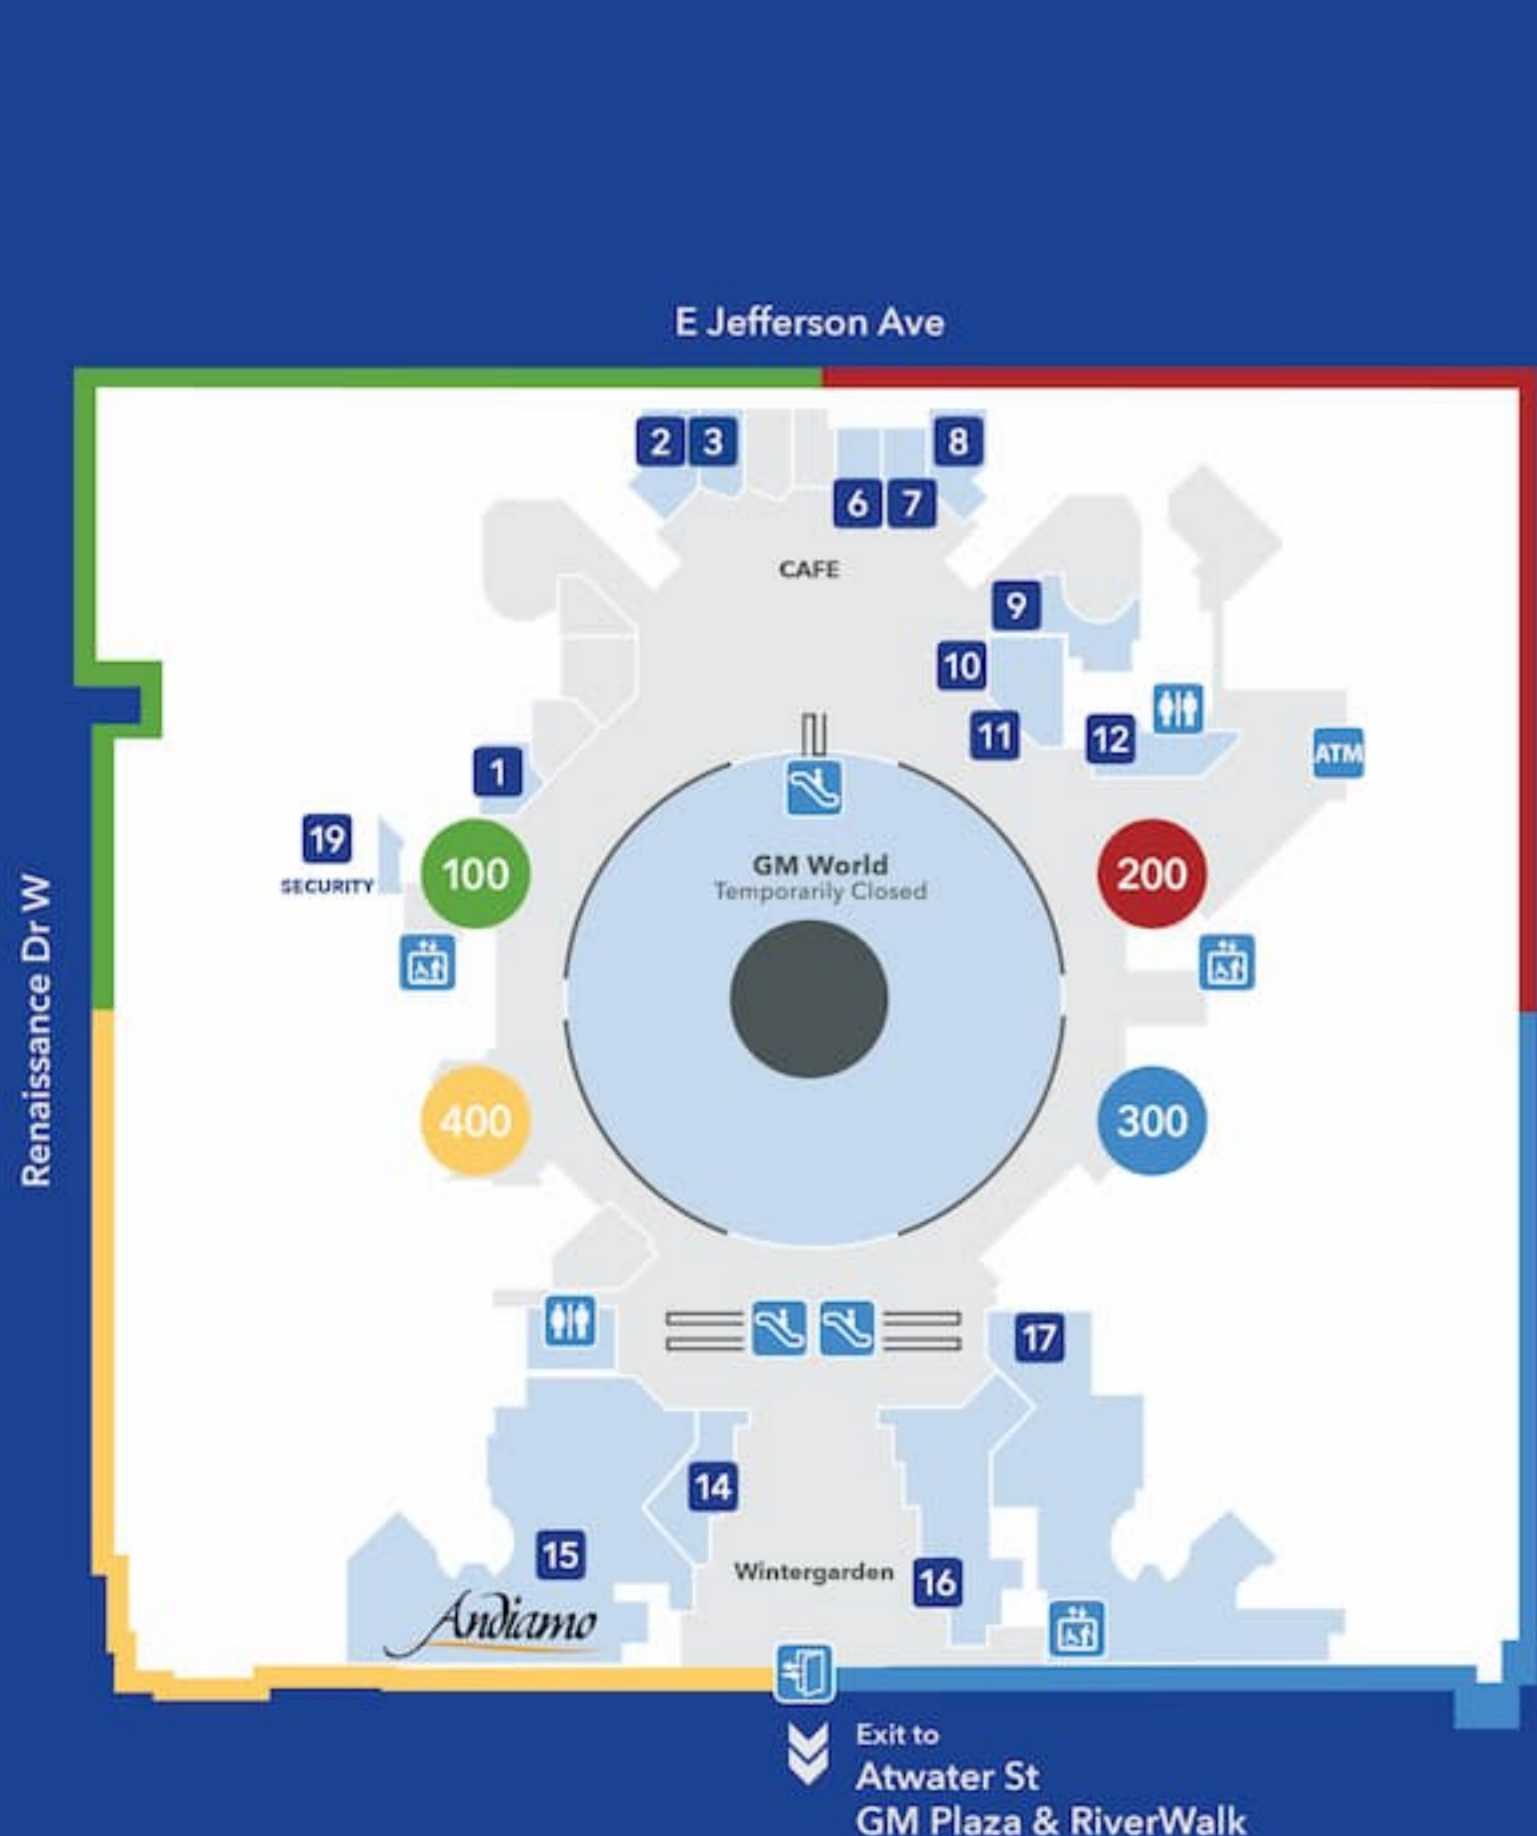 E Jefferson Ave
2 3
8
6 7
CAFE
9
10
11
12
ATM
1
19
SECURITY
100
200
GM World
Temporarily Closed
Renaissance Dr W
400
300
17
14
15
Wintergarden
16
Andiamo
Exit to
Atwater St
GM Plaza & RiverWalk